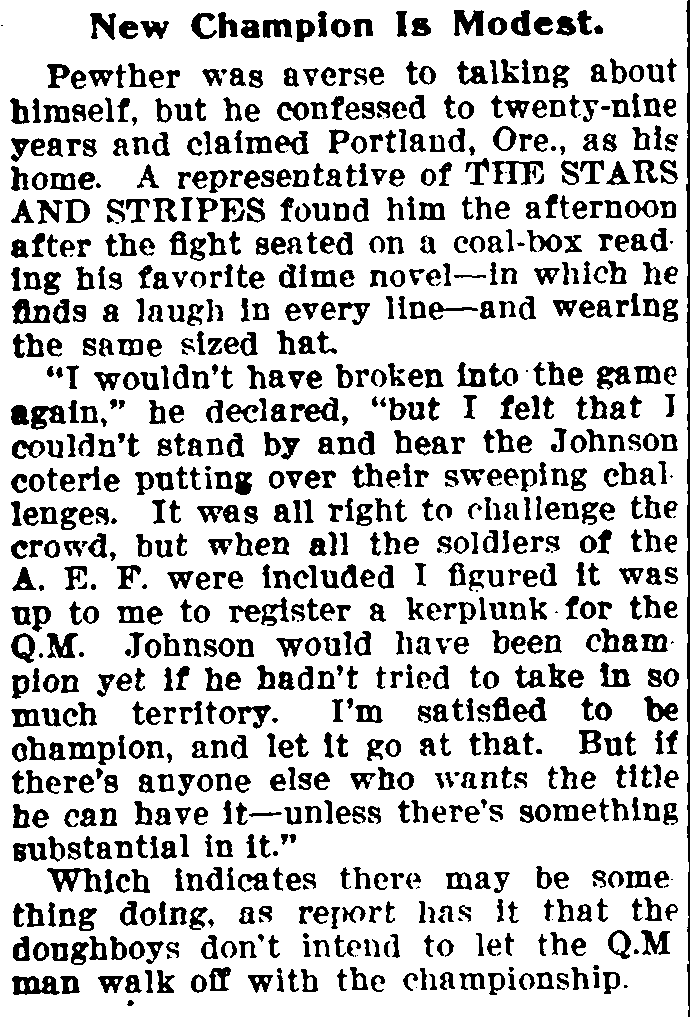 New Champion Is Modest.
Pewther was averse to talking about
himself, but he confessed to twenty-nine
years and claimed Portland, Ore., as his
home. A representative of THE STARS
AND STRIPES found him the afternoon
after the fight seated on a coal-box read-
ing his favorite dime novel—in which he
finds a laugh in every line—and wearing
the same sized hat.
"I wouldn't have broken into the game
again," he declared, "but I felt that I
couldn't stand by and hear the Johnson
coterie putting over their sweeping chal-
lenges. It was all right to challenge the
crowd, but when all the soldiers of the
A. E. F. were included I figured it was
up to me to register a kerplunk for the
Q.M. Johnson would have been cham-
pion yet if he hadn't tried to take in so
much territory. I'm satisfied to be
champion, and let it go at that. But if
there's anyone else who wants the title
he can have it—unless there's something
substantial in it."
Which indicates there may be some-
thing doing, as report has it that the
doughboys don't intend to let the Q.M
man walk off with the championship.